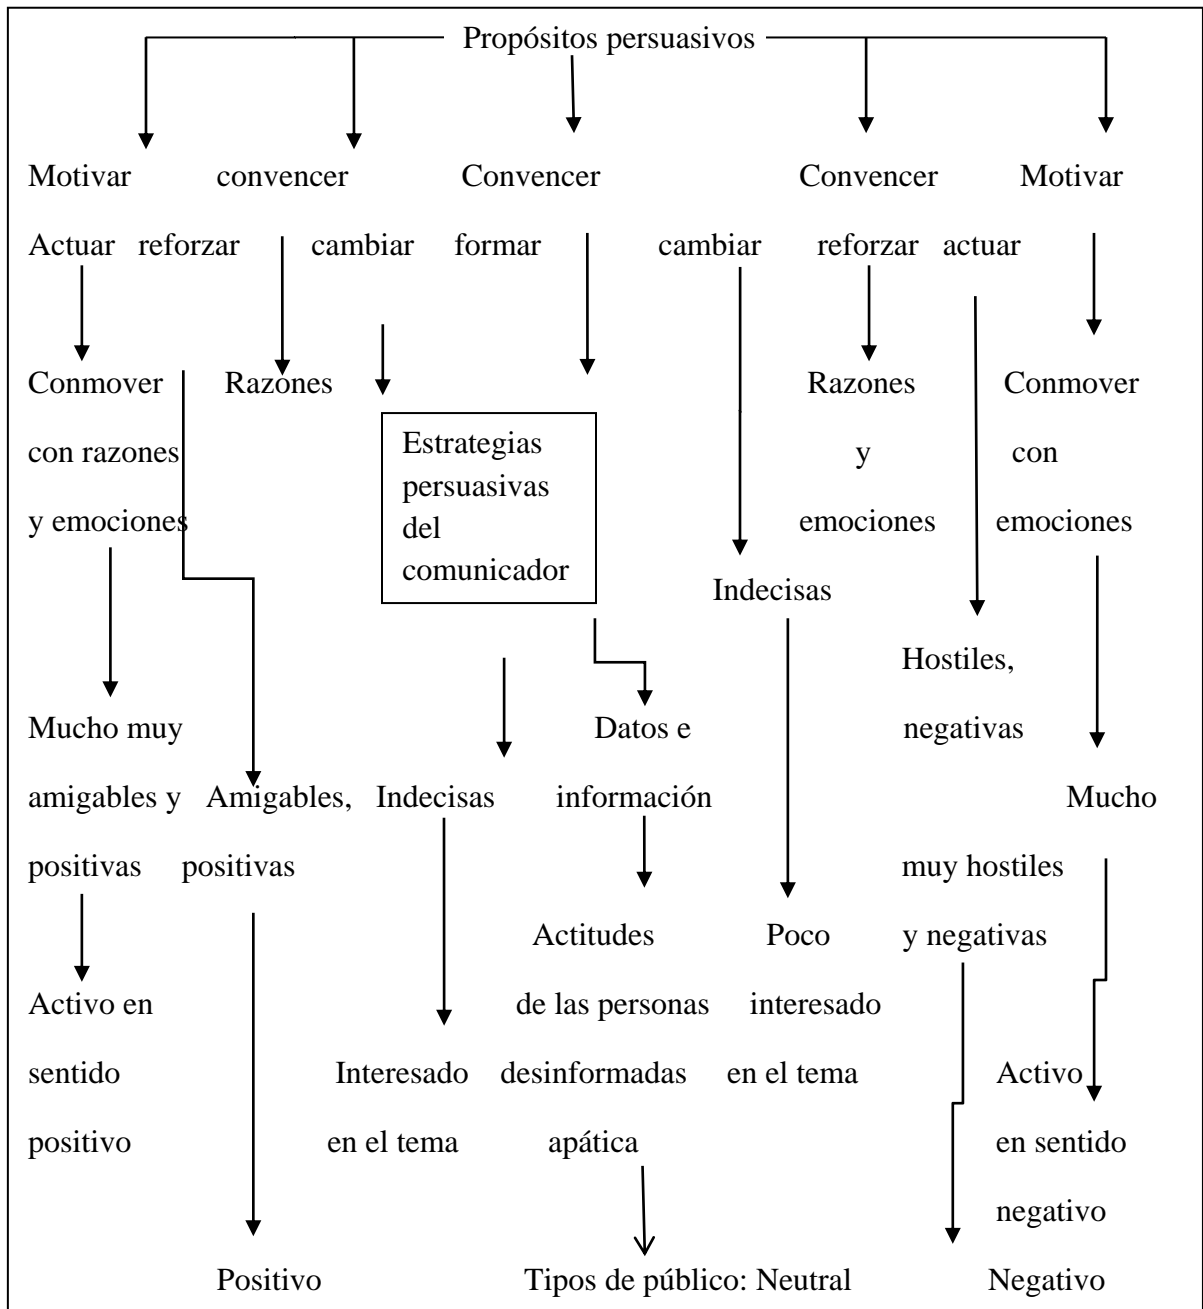 Propósitos persuasivos
Motivar convencer Convencer Convencer Motivar
Actuar reforzar cambiar formar cambiar reforzar actuar
Conmover Razones Razones Conmover
con razones y con
y emociones emociones emociones
Estrategias
persuasivas
del
comunicador
Indecisas
Hostiles,
Mucho muy Datos e negativas
amigables y Amigables, Indecisas información Mucho
positivas positivas muy hostiles
Actitudes Poco y negativas
Activo en de las personas interesado
sentido Interesado desinformadas en el tema Activo
positivo en el tema apática en sentido
negativo
Positivo Tipos de público: Neutral Negativo